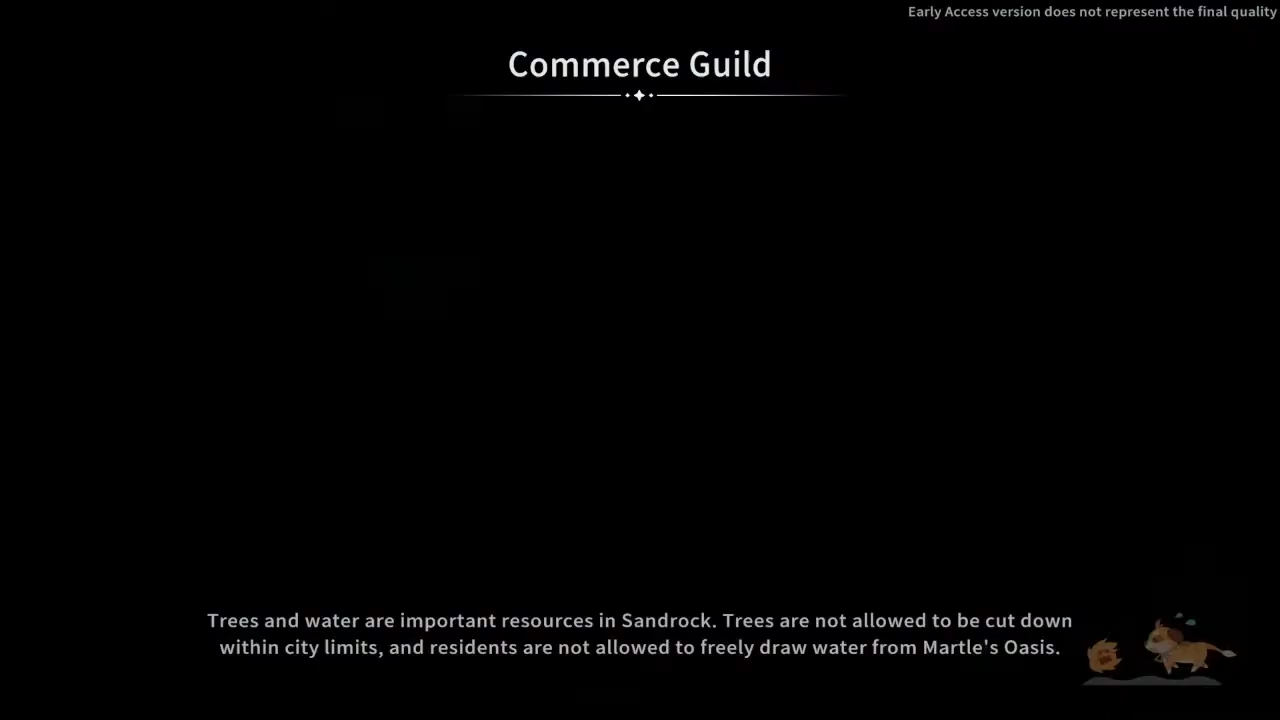 Early Access version does not represent the final quality
Commerce Guild
Trees and water are important resources in Sandrock. Trees are not allowed to be cut down
within city limits, and residents are not allowed to freely draw water from Martle's Oasis.